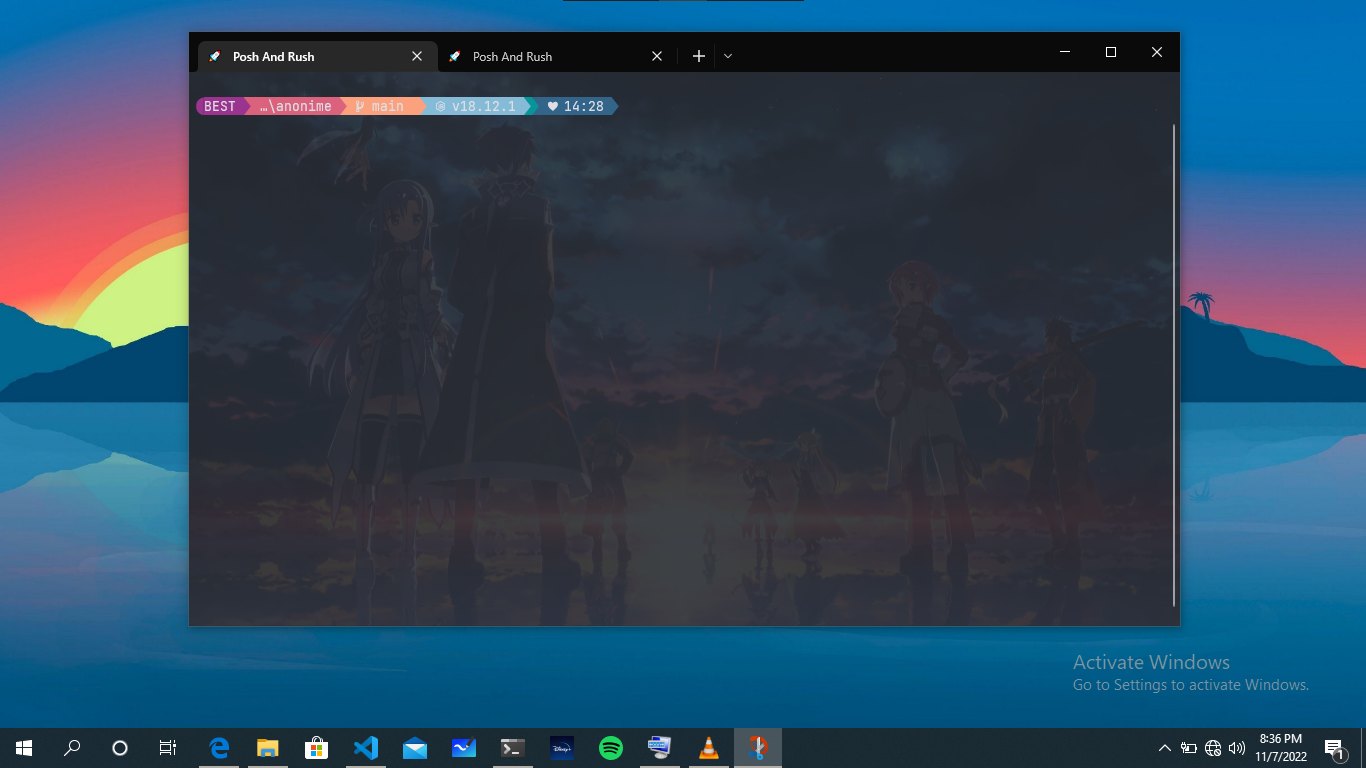 Posh And Rush
Posh And Rush
BEST …\anonime main v18.12.1 14:28
Activate Windows
Go to Settings to activate Windows.
Disney+
8:36 PM
11/7/2022
1